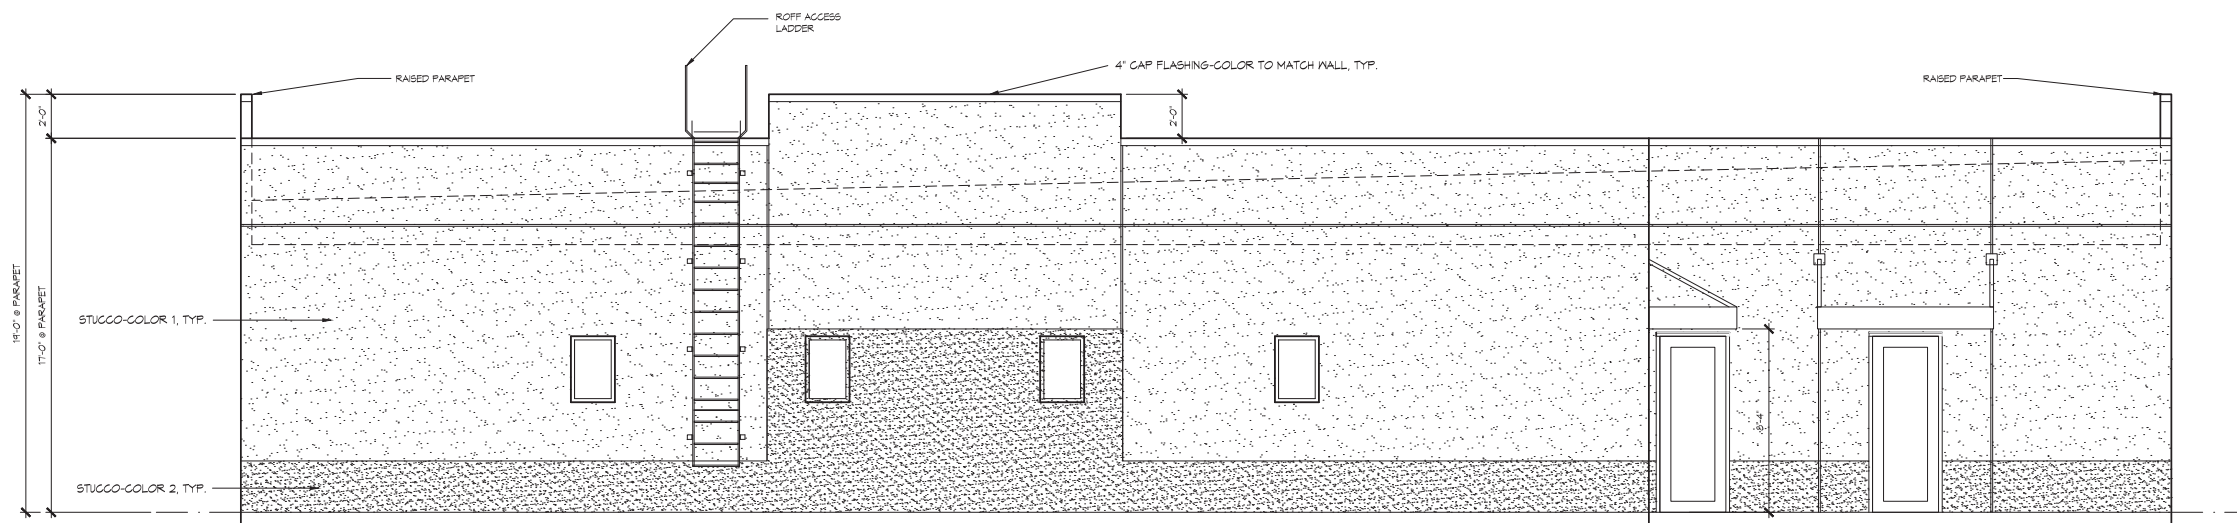 ROFF ACCESS
LADDER
4" CAP FLASHING-COLOR TO MATCH WALL, TYP.
RAISED PARAPET
RAISED PARAPET
2'-0"
2'-0"
19'-0" @ PARAPET
17'-0" @ PARAPET
STUCCO-COLOR 1, TYP.
8'-4"
STUCCO-COLOR 2, TYP.